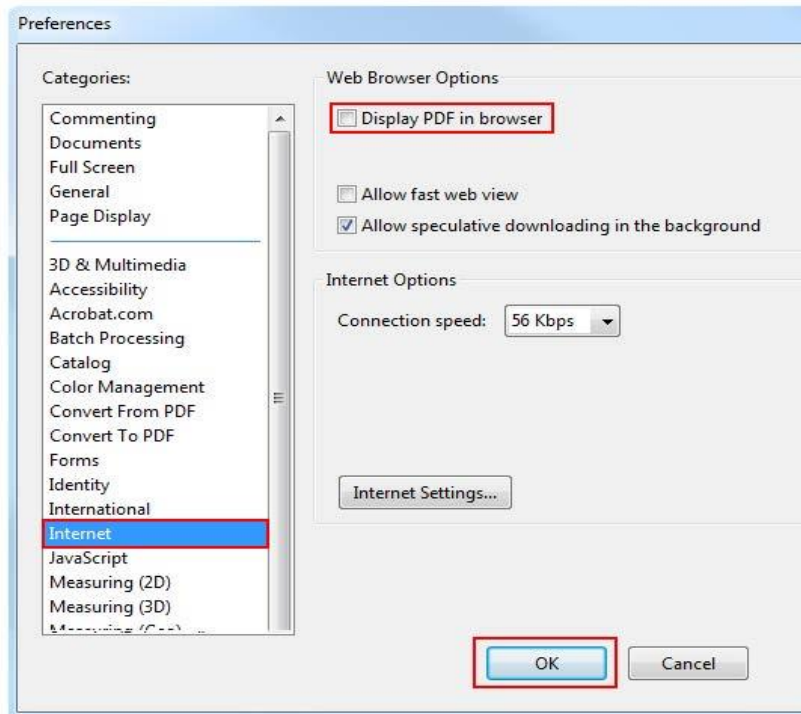 Preferences
Categories:
Commenting
Documents
Full Screen
General
Page Display
3D & Multimedia
Accessibility
Acrobat.com
Batch Processing
Catalog
Color Management
Convert From PDF
Convert To PDF
Forms
Identity
International
Internet
JavaScript
Measuring (2D)
Measuring (3D)
Web Browser Options
Display PDF in browser
Allow fast web view
Allow speculative downloading in the background
Internet Options
Connection speed: 56 Kbps
Internet Settings...
OK Cancel